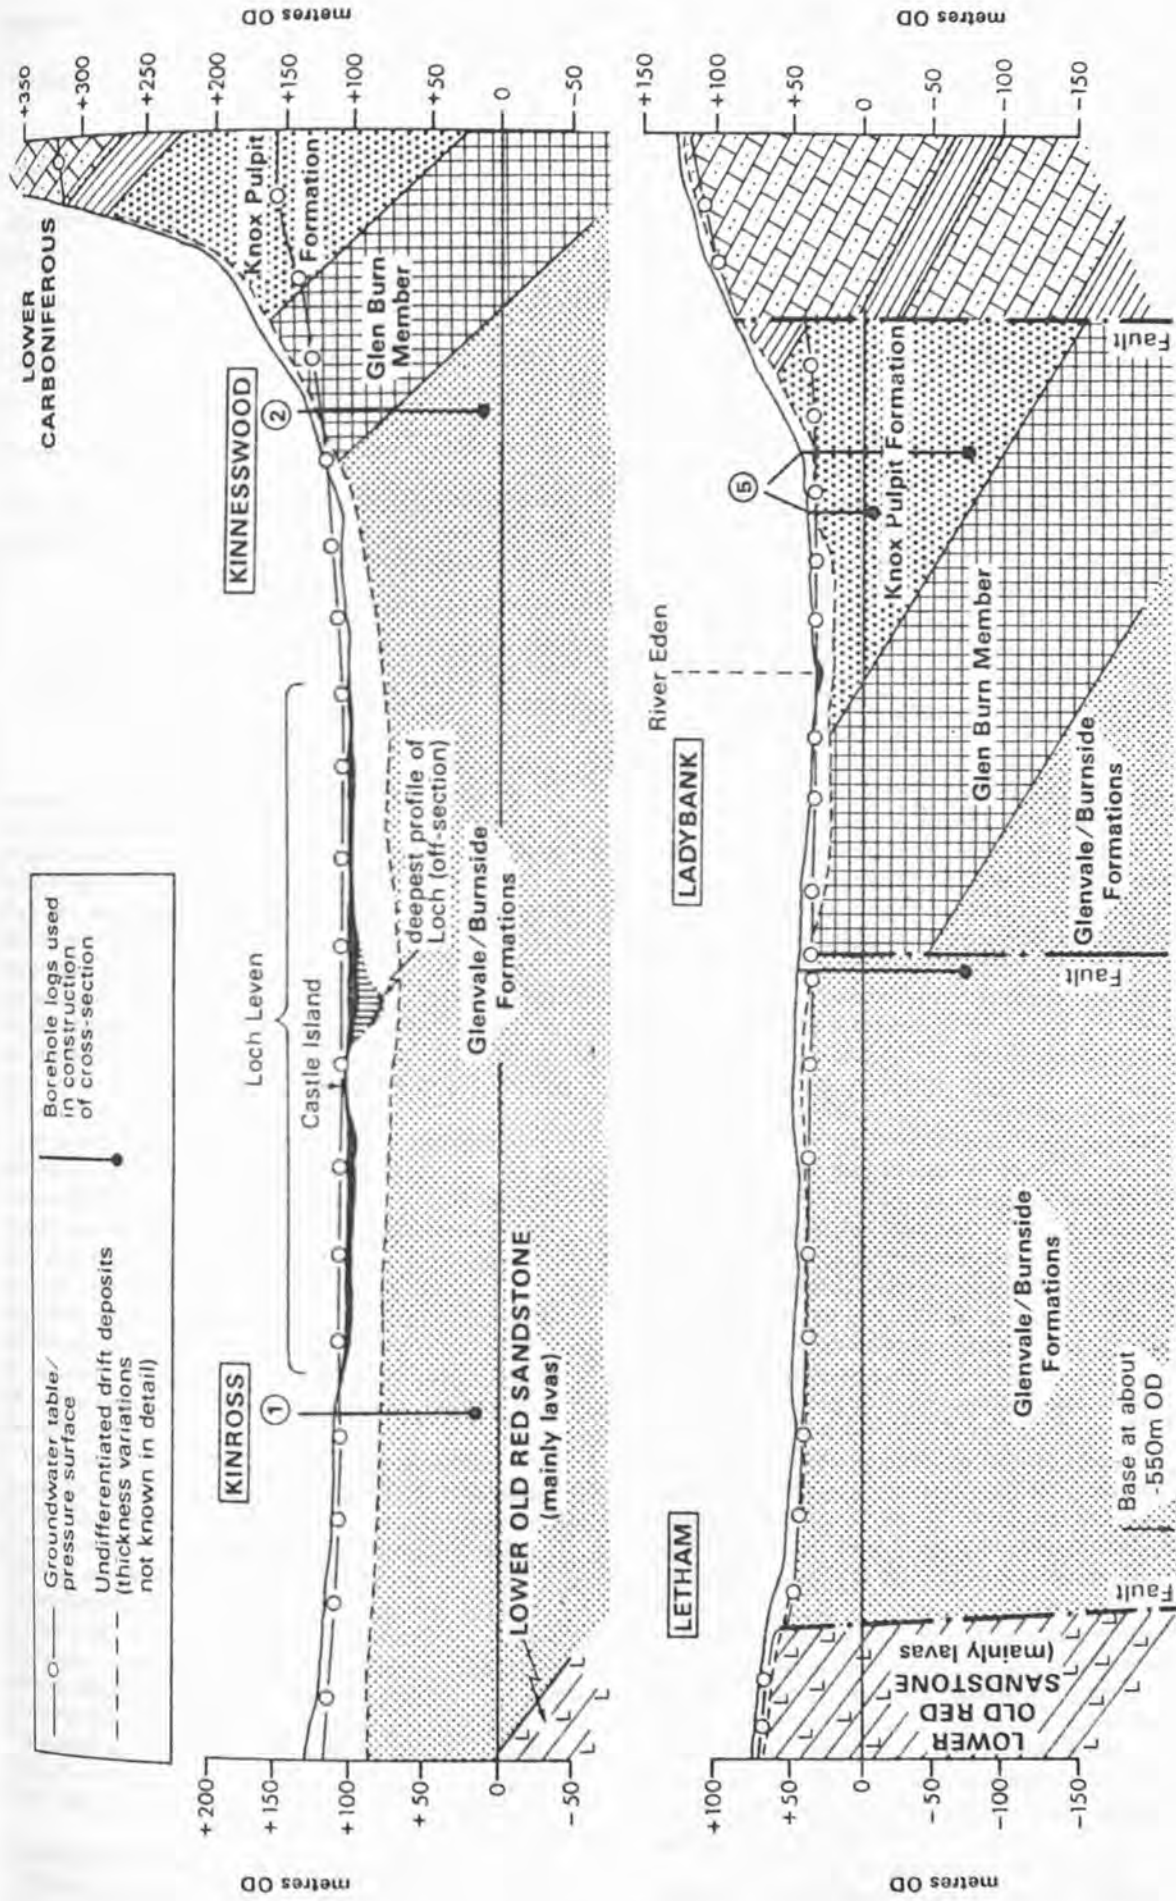 Groundwater table/
pressure surface
Undifferentiated drift deposits
(thickness variations
not known in detail)
Borehole logs used
in construction
of cross-section
LOWER
CARBONIFEROUS
metres OD
+200
+150
+100
+50
0
-50
KINROSS
1
Loch Leven
Castle Island
KINNESSWOOD
2
Knox Pulpit
Formation
Glen Burn
Member
deepest profile of
Loch (off-section)
Glenvale/Burnside
Formations
LOWER OLD RED SANDSTONE
(mainly lavas)
+350
+300
+250
+200
+150
+100
+50
0
-50
metres OD
metres OD
+100
+50
0
-50
-100
-150
LETHAM
LADYBANK
River Eden
5
LOWER
OLD RED
SANDSTONE
(mainly lavas)
Fault
Base at about
-550m OD
Glenvale/Burnside
Formations
Fault
Glenvale/Burnside
Formations
Glen Burn Member
Knox Pulpit Formation
Fault
+150
+100
+50
0
-50
-100
-150
metres OD